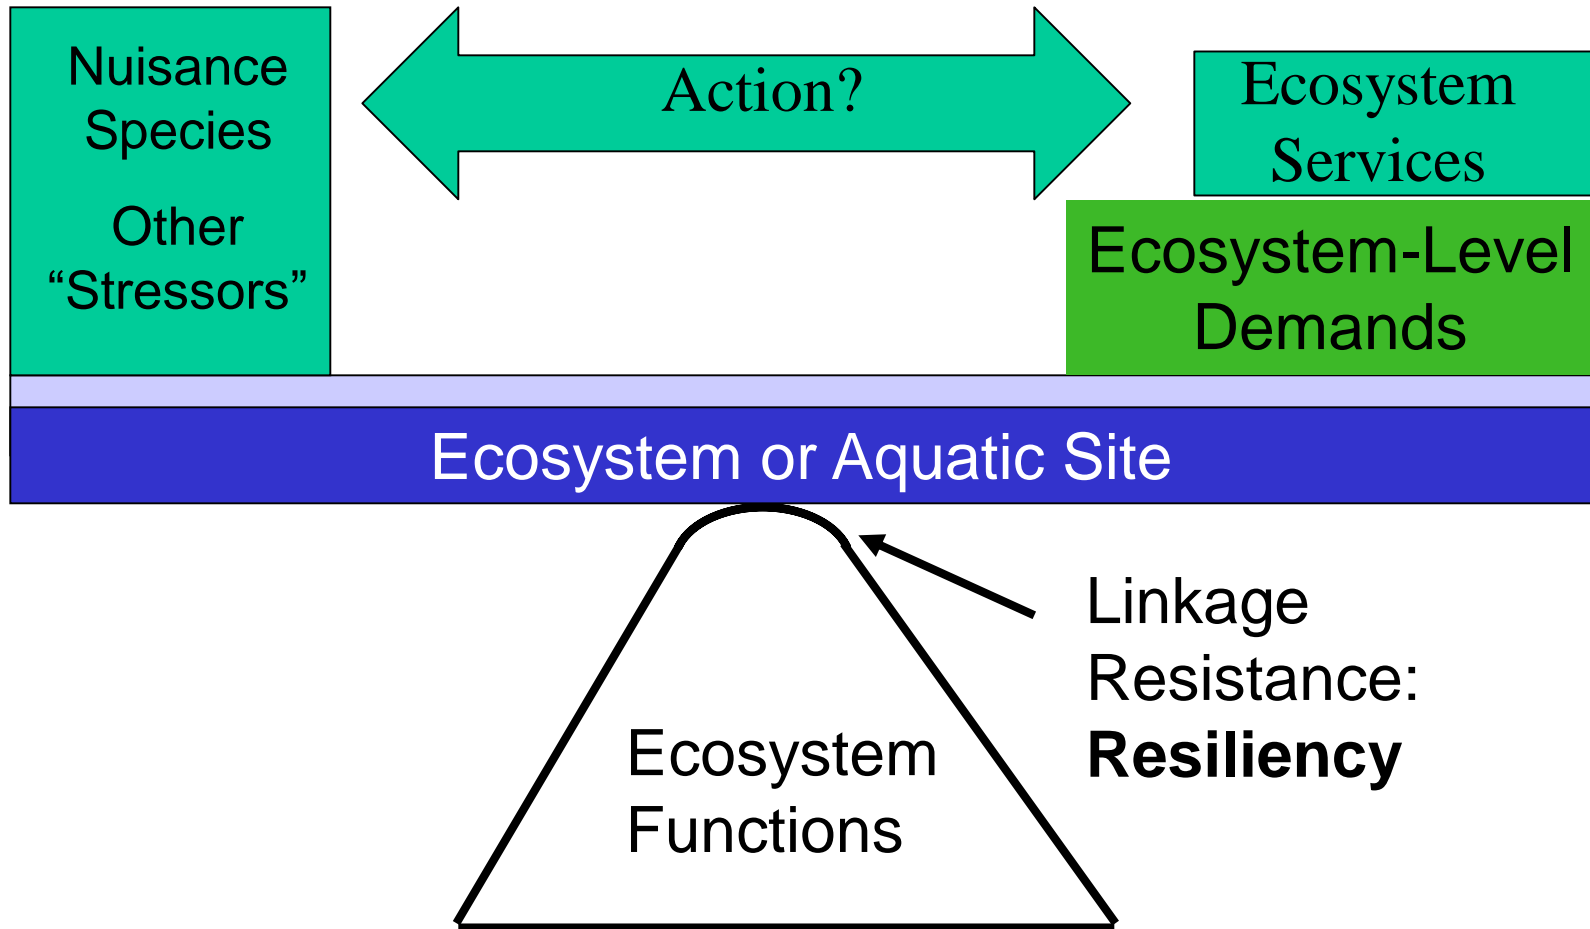 Nuisance
Species
Other
“Stressors”
Action?
Ecosystem
Services
Ecosystem-Level
Demands
Ecosystem or Aquatic Site
Linkage
Resistance:
Resiliency
Ecosystem
Functions